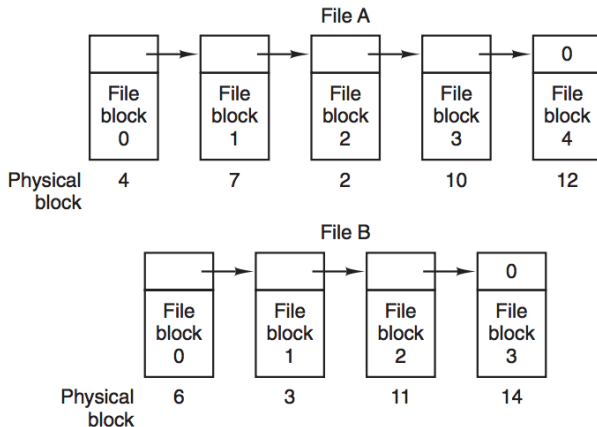 File A
0
File File File File File
block block block block block
0 1 2 3 4
Physical 4 7 2 10 12
block
File B
0
File File File File
block block block block
0 1 2 3
Physical 6 3 11 14
block